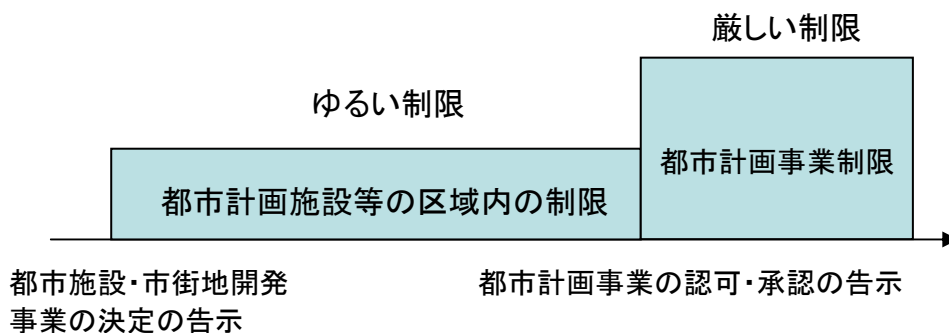 厳しい制限
ゆるい制限
都市計画事業制限
都市計画施設等の区域内の制限
都市施設・市街地開発
事業の決定の告示
都市計画事業の認可・承認の告示